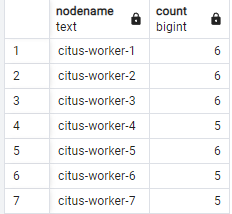 nodename count
text bigint
1 citus-worker-1 6
2 citus-worker-2 6
3 citus-worker-3 6
4 citus-worker-4 5
5 citus-worker-5 6
6 citus-worker-6 5
7 citus-worker-7 5